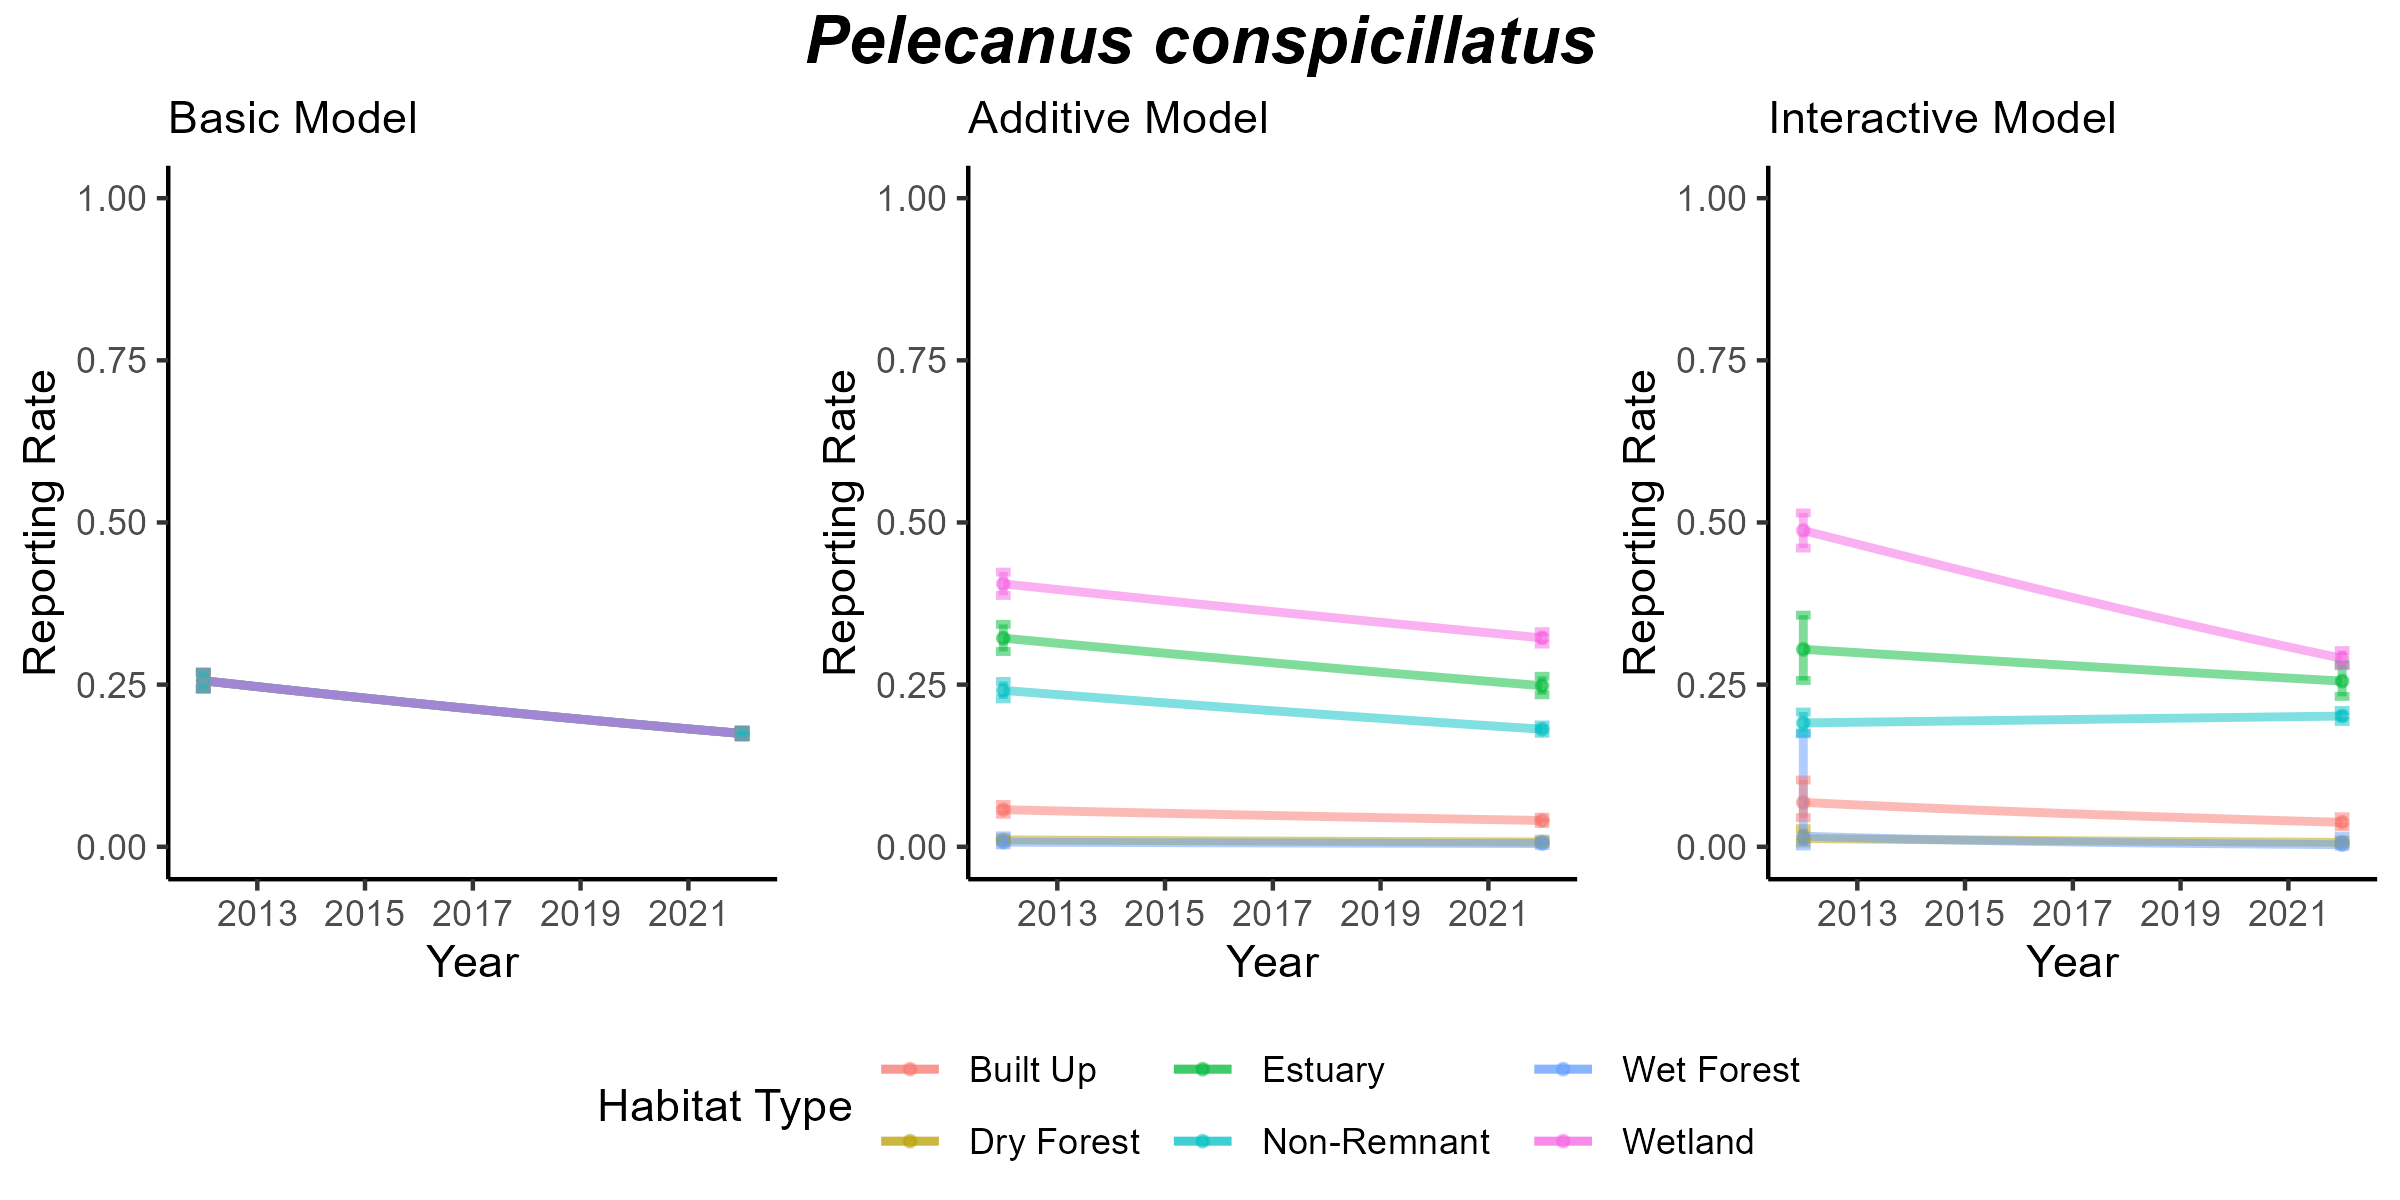 Pelecanus conspicillatus
Basic Model
Additive Model
Interactive Model
Reporting Rate
1.00
0.75
0.50
0.25
0.00
2013 2015 2017 2019 2021
Year
Reporting Rate
1.00
0.75
0.50
0.25
0.00
2013 2015 2017 2019 2021
Year
Reporting Rate
1.00
0.75
0.50
0.25
0.00
2013 2015 2017 2019 2021
Year
Habitat Type
Built Up
Estuary
Wet Forest
Dry Forest
Non-Remnant
Wetland